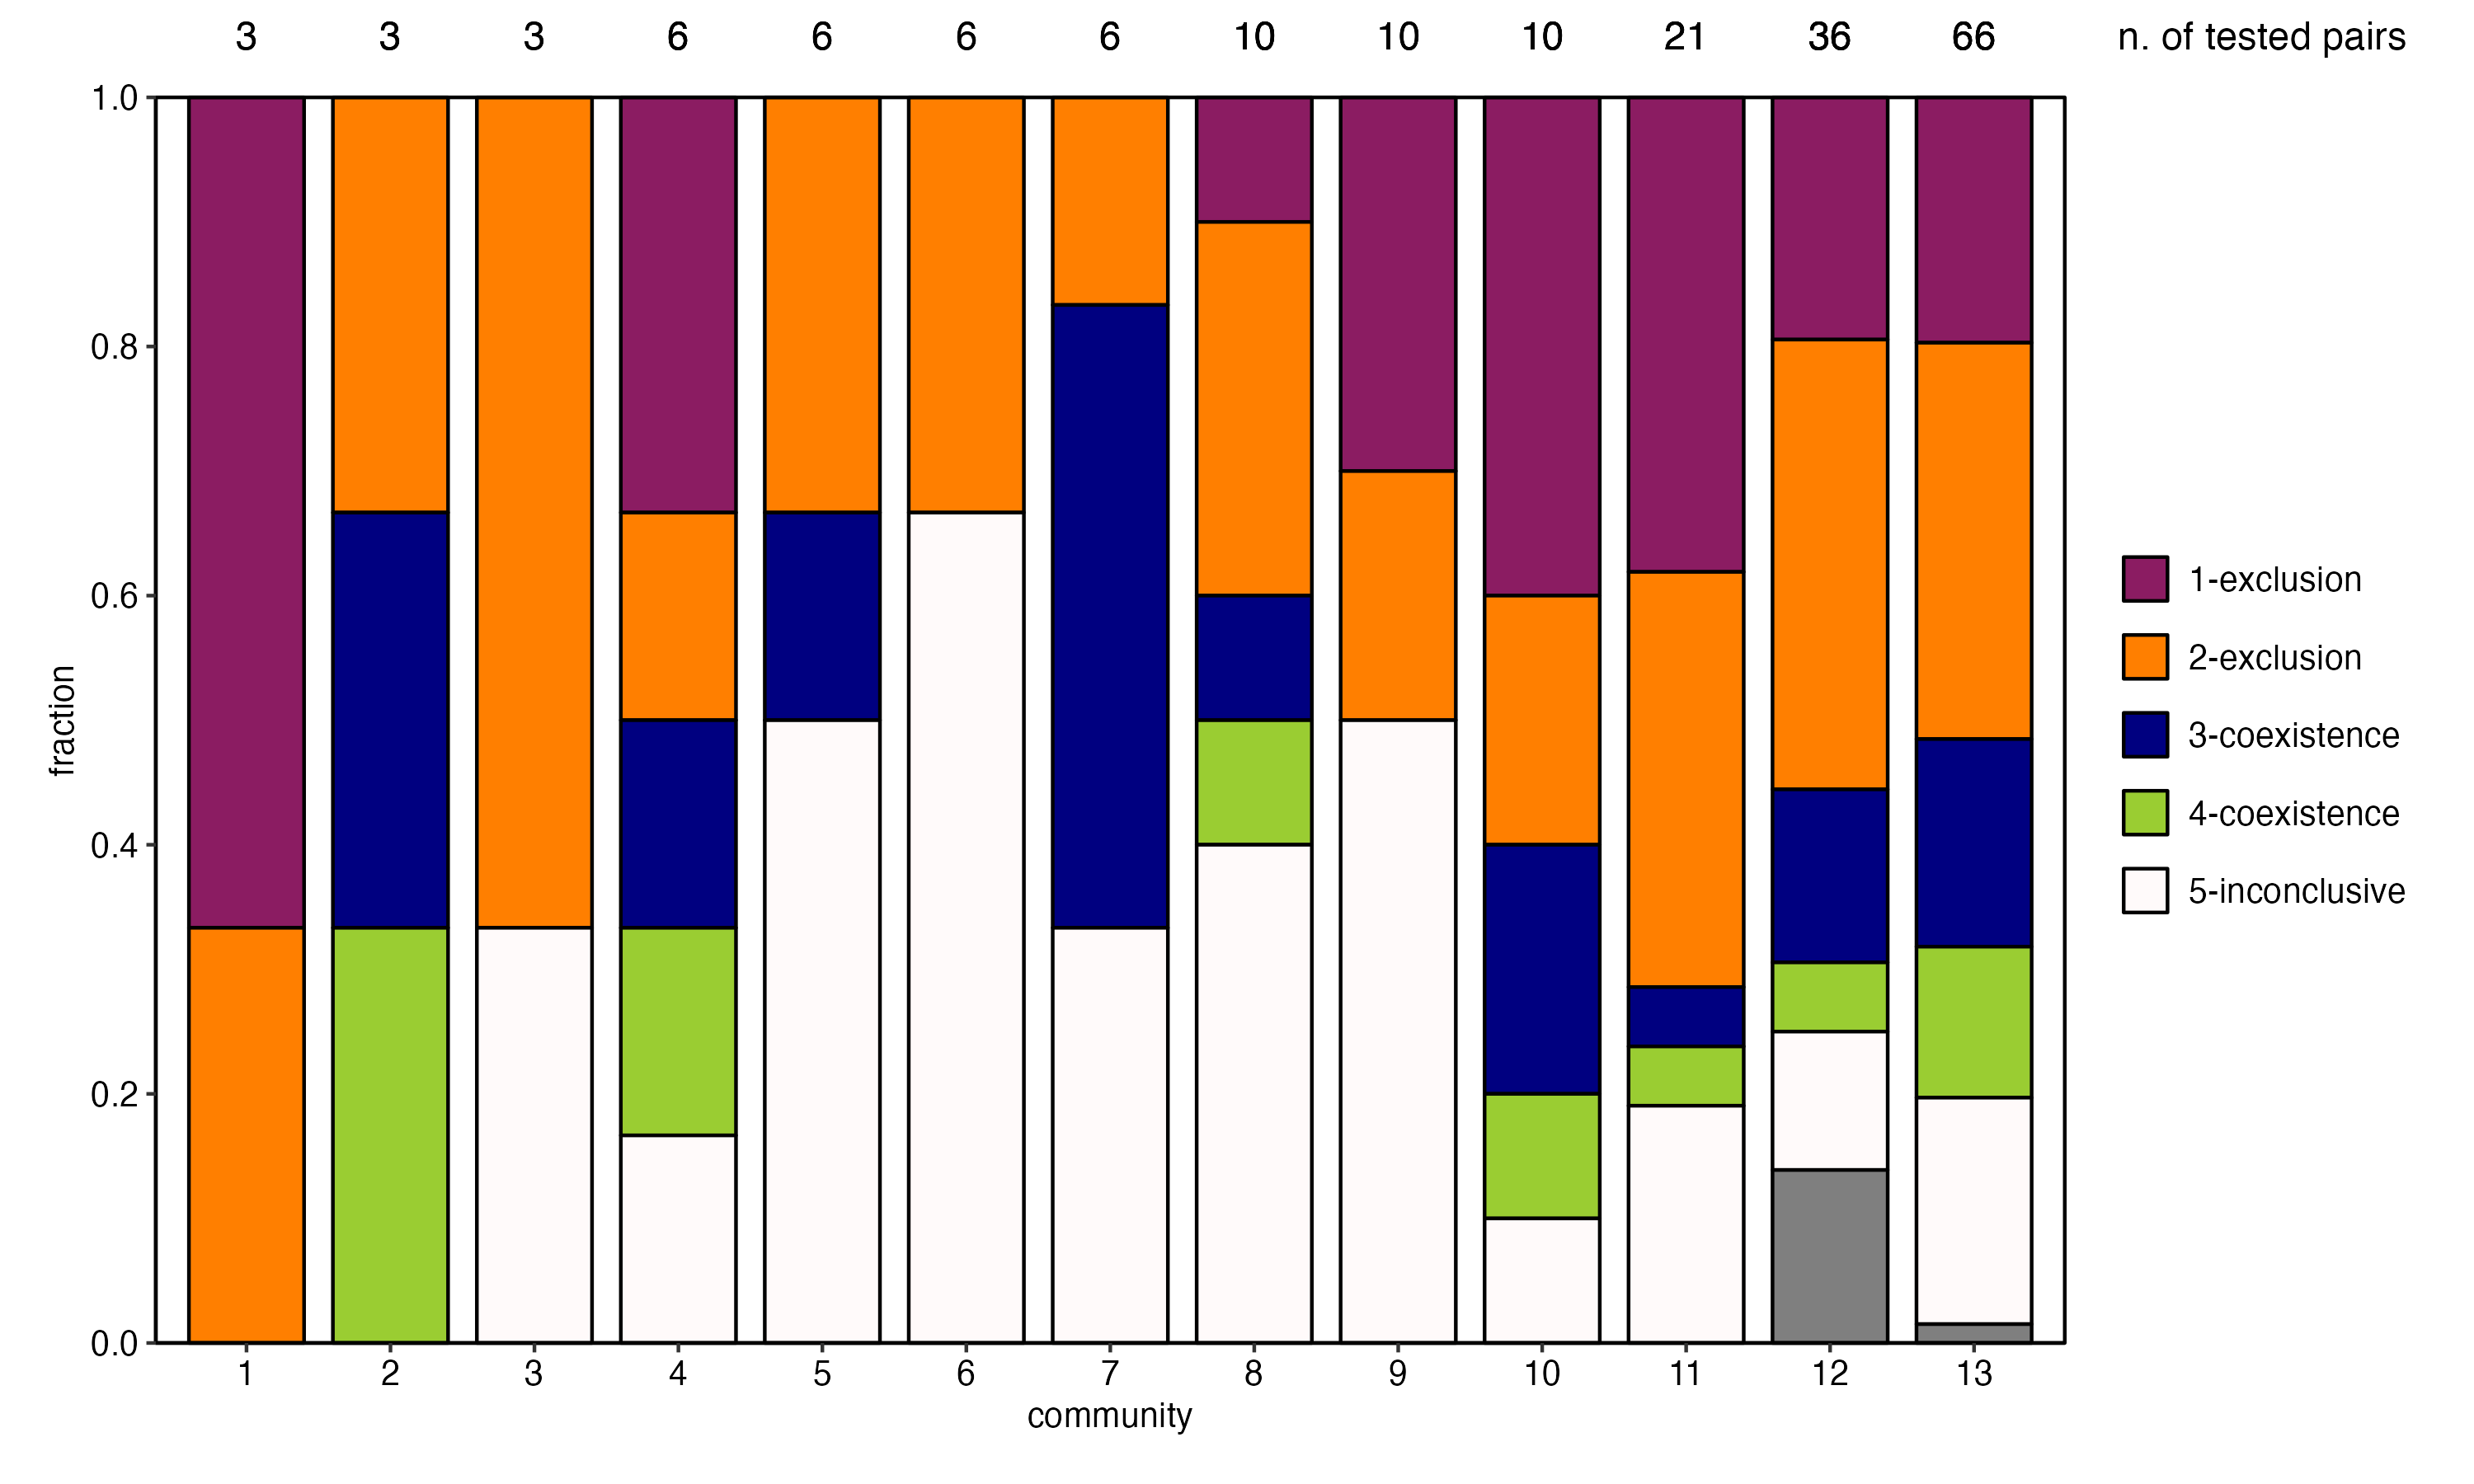 3 3 3 6 6 6 6 10 10 10 21 36 66 n. of tested pairs
1.0
0.8
0.6
0.4
0.2
0.0
fraction
1 2 3 4 5 6 7 8 9 10 11 12 13
community
1-exclusion
2-exclusion
3-coexistence
4-coexistence
5-inconclusive